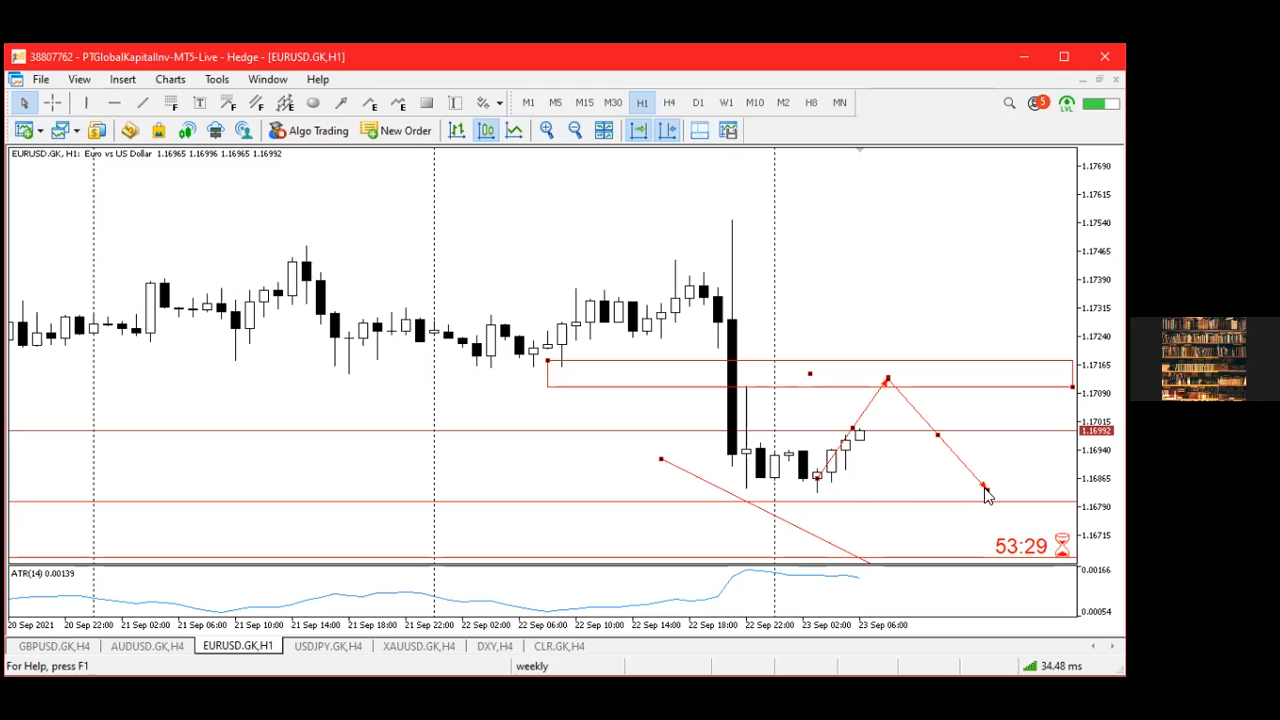 38807762 - PTGlobalKapitalInv-MT5-Live - Hedge - [EURUSD.GK,H1]
File View Insert Charts Tools Window Help
M1 M5 M15 M30 H1 H4 D1 W1 M10 M2 H8 MN 5 LVL
Algo Trading New Order
EURUSD.GK, H1: Euro vs US Dollar 1.16965 1.16996 1.16965 1.16992
1.17690
1.17615
1.17540
1.17465
1.17390
1.17315
1.17240
1.17165
1.17090
1.17015
1.16992
1.16940
1.16865
1.16790
1.16715
53:29
ATR(14) 0.00139
0.00166
0.00054
20 Sep 2021 20 Sep 22:00 21 Sep 02:00 21 Sep 06:00 21 Sep 10:00 21 Sep 14:00 21 Sep 18:00 21 Sep 22:00 22 Sep 02:00 22 Sep 06:00 22 Sep 10:00 22 Sep 14:00 22 Sep 18:00 22 Sep 22:00 23 Sep 02:00 23 Sep 06:00
GBPUSD.GK,H4 AUDUSD.GK,H4 EURUSD.GK,H1 USDJPY.GK,H4 XAUUSD.GK,H4 DXY,H4 CLR.GK,H4
For Help, press F1 weekly 34.48 ms